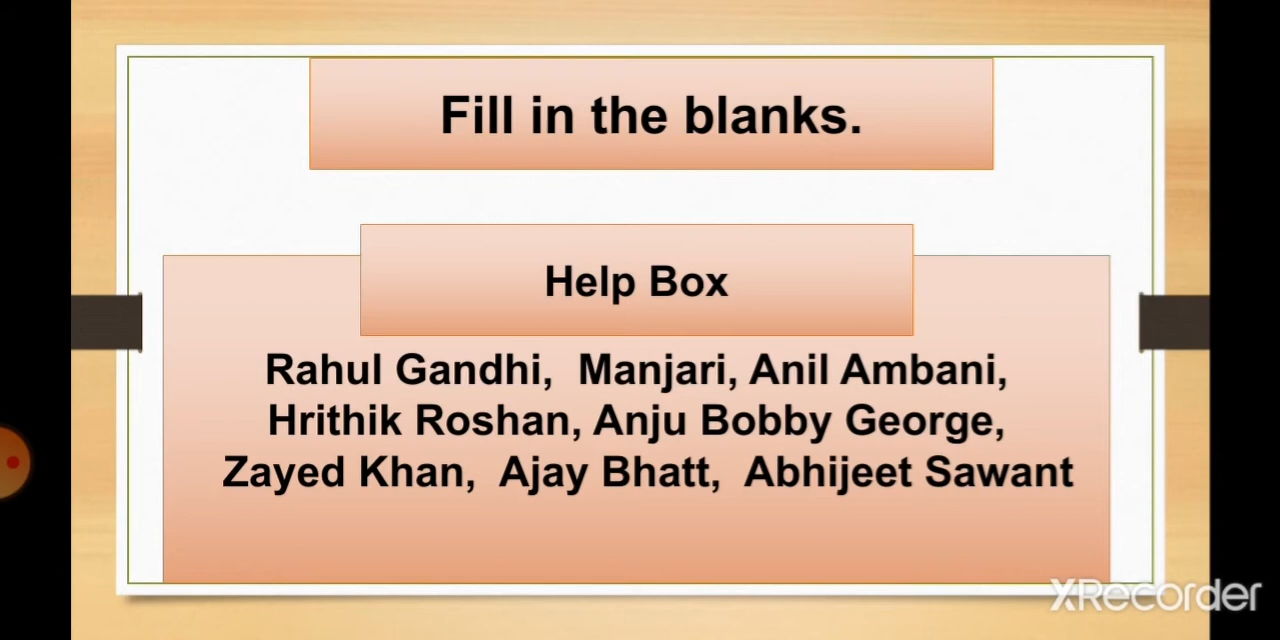 Fill in the blanks.
Help Box
Rahul Gandhi, Manjari, Anil Ambani,
Hrithik Roshan, Anju Bobby George,
Zayed Khan, Ajay Bhatt, Abhijeet Sawant
XRecorder